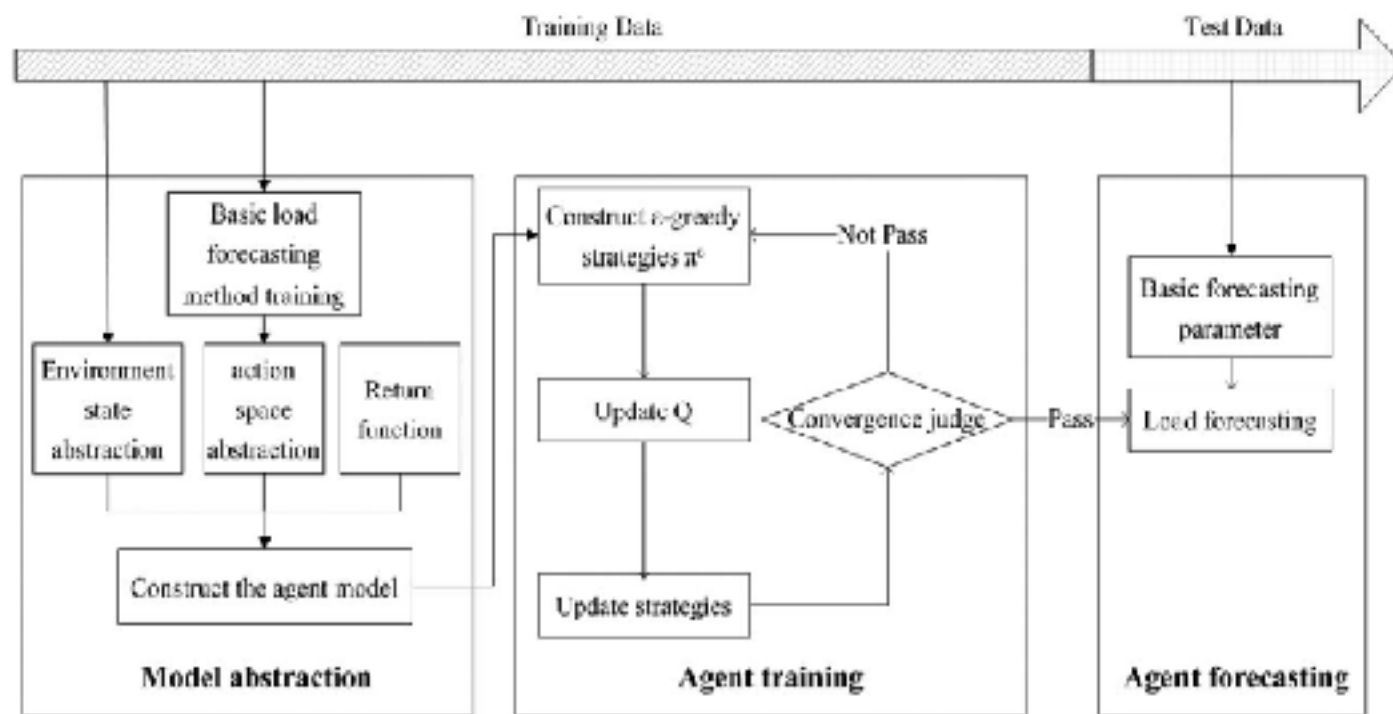 Training Data
Test Data
Basic load
forecasting
method training
Environment
state
abstraction
action
space
abstraction
Return
function
Construct the agent model
Model abstraction
Construct ε-greedy
strategies π^ε
Not Pass
Update Q
Convergence judge
Pass
Update strategies
Agent training
Basic forecasting
parameter
Load forecasting
Agent forecasting